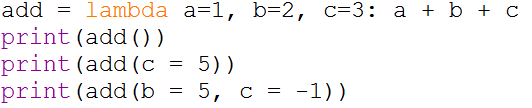 add = lambda a=1, b=2, c=3: a + b + c
print(add())
print(add(c = 5))
print(add(b = 5, c = -1))